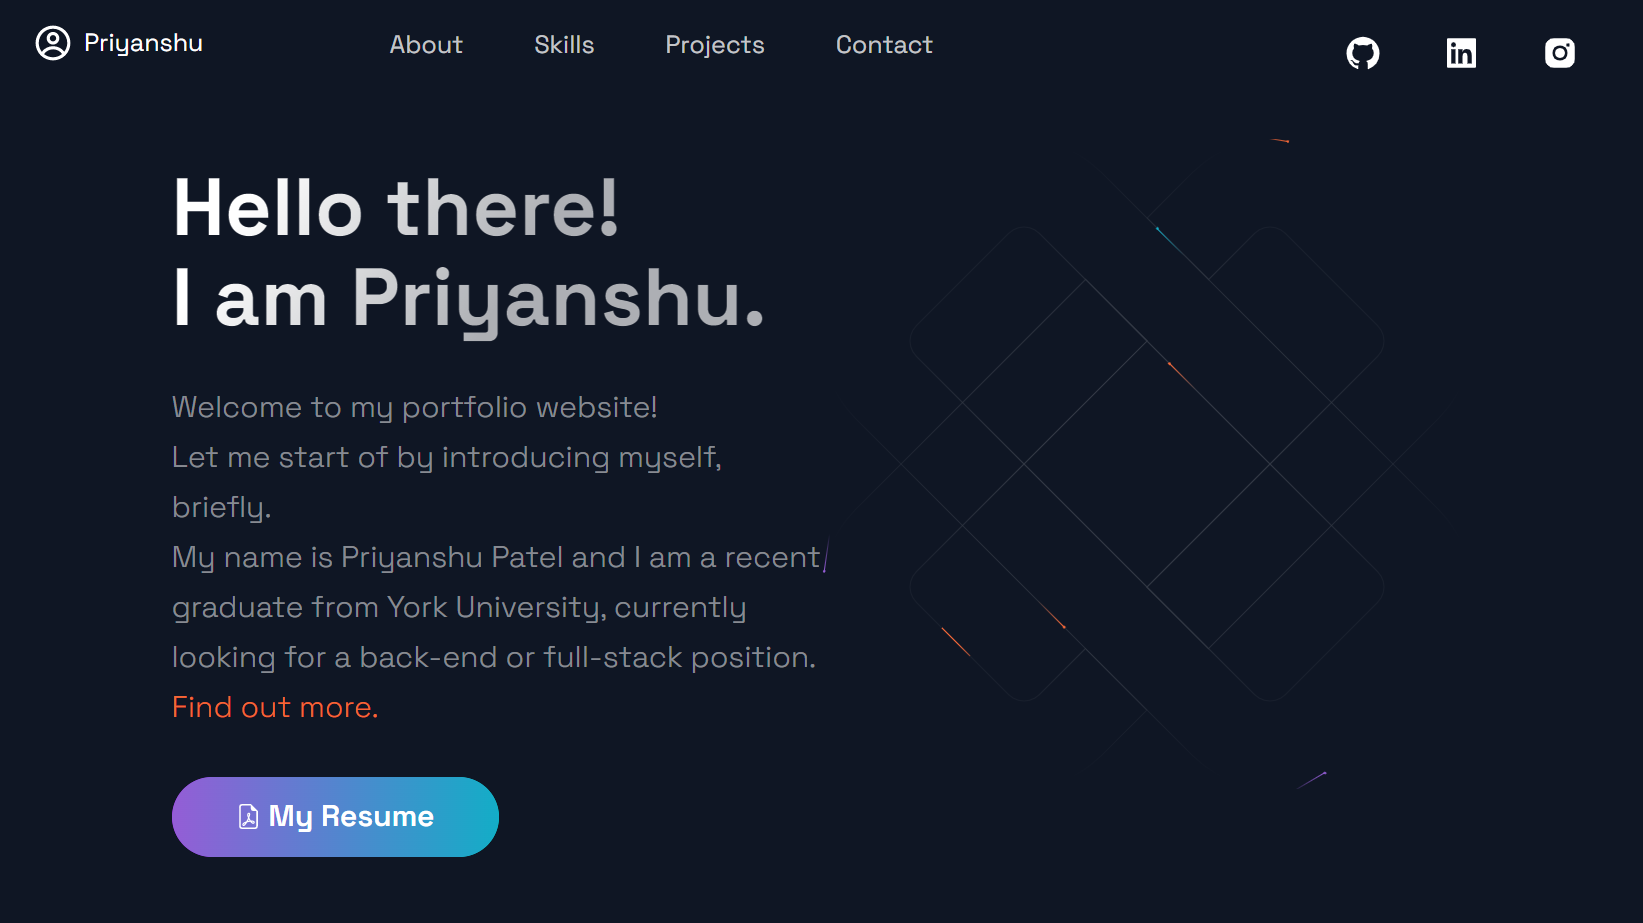 Priyanshu
About
Skills
Projects
Contact
in
Hello there!
I am Priyanshu.
Welcome to my portfolio website!
Let me start of by introducing myself,
briefly.
My name is Priyanshu Patel and I am a recent
graduate from York University, currently
looking for a back-end or full-stack position.
Find out more.
My Resume